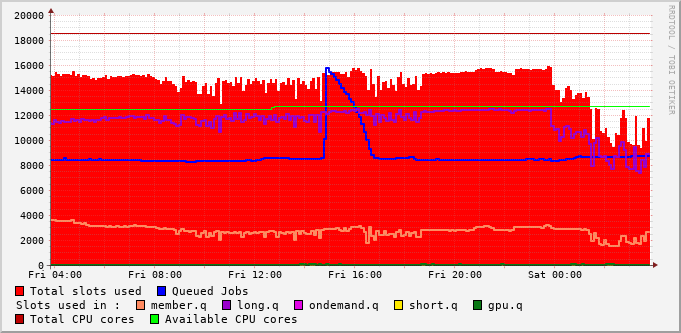 20000
18000
16000
14000
12000
10000
8000
6000
4000
2000
0
Fri 04:00 Fri 08:00 Fri 12:00 Fri 16:00 Fri 20:00 Sat 00:00
RRDTOOL / TOBI OETIKER
Total slots used Queued Jobs
Slots used in : member.q long.q ondemand.q short.q gpu.q
Total CPU cores Available CPU cores